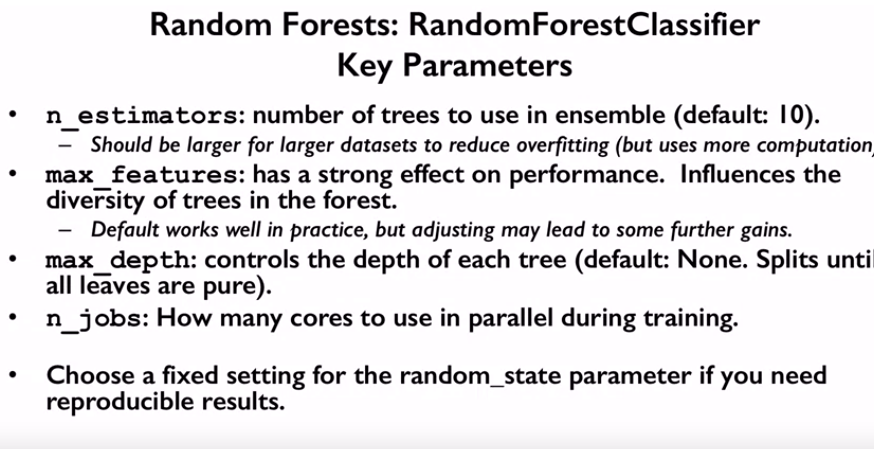 Random Forests: RandomForestClassifier
Key Parameters
• n_estimators: number of trees to use in ensemble (default: 10).
– Should be larger for larger datasets to reduce overfitting (but uses more computation)
• max_features: has a strong effect on performance. Influences the
diversity of trees in the forest.
– Default works well in practice, but adjusting may lead to some further gains.
• max_depth: controls the depth of each tree (default: None. Splits until
all leaves are pure).
• n_jobs: How many cores to use in parallel during training.
• Choose a fixed setting for the random_state parameter if you need
reproducible results.